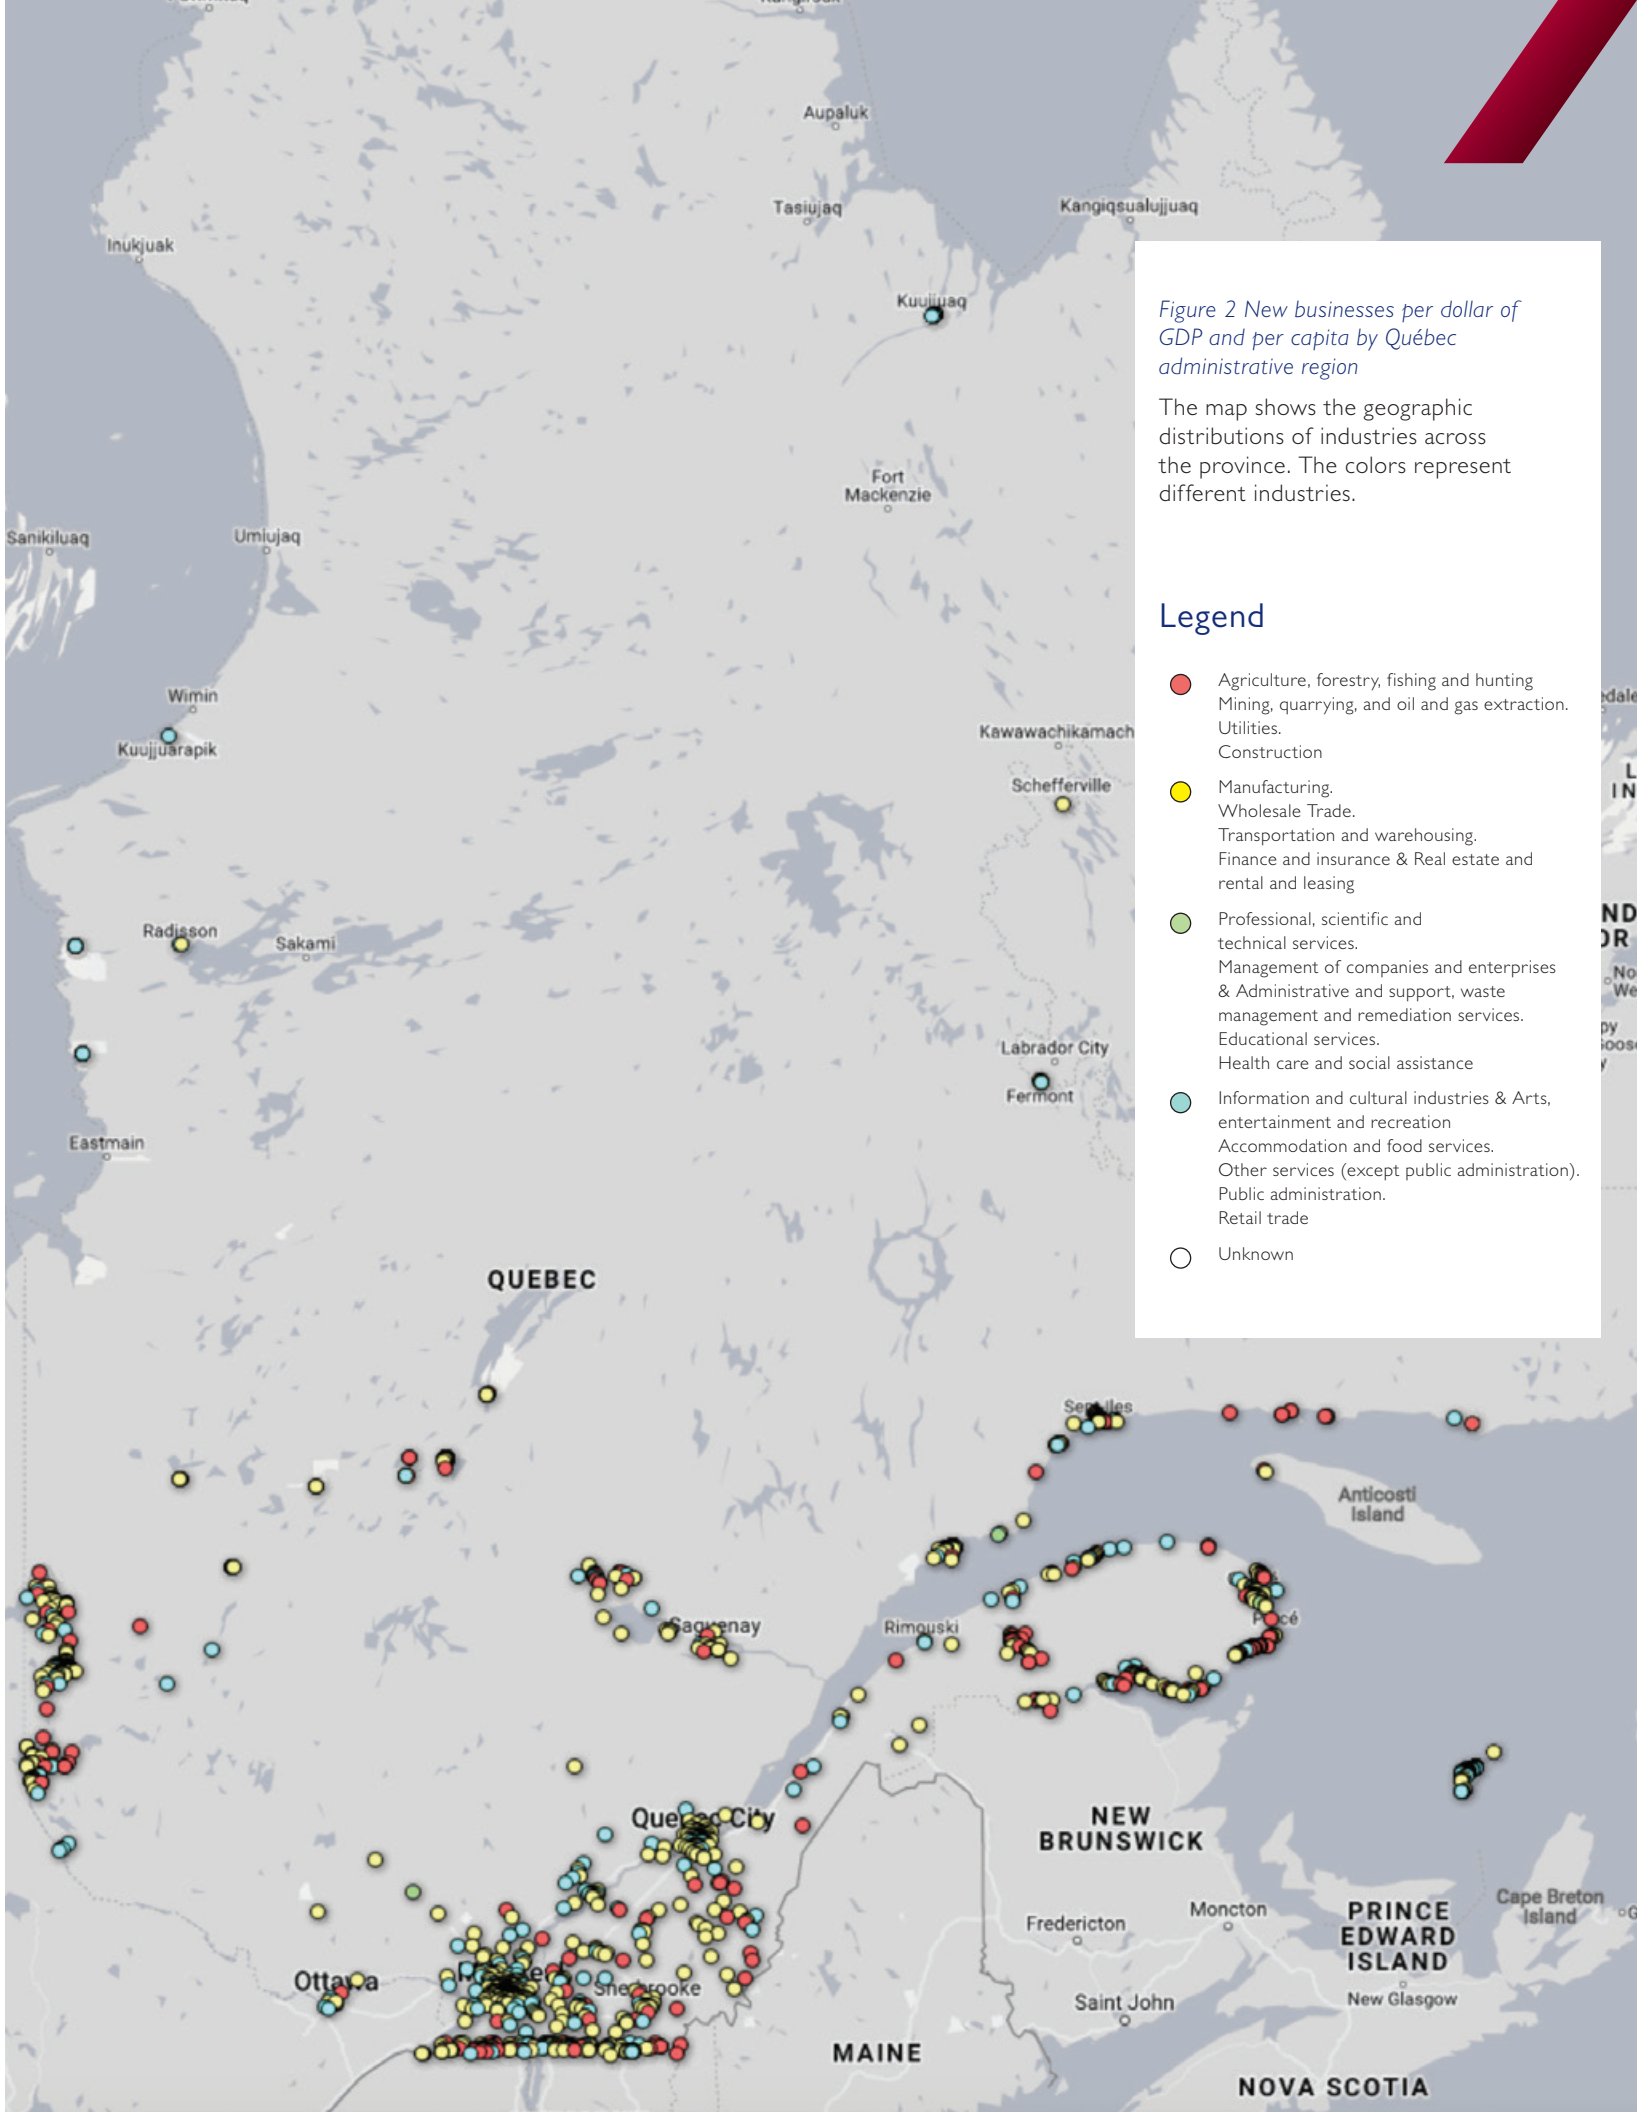 Aupaluk
Tasiujaq
Kangiqsualujjuaq
Inukjuak
Kuujjuaq
Figure 2 New businesses per dollar of
GDP and per capita by Québec
administrative region
The map shows the geographic
distributions of industries across
the province. The colors represent
different industries.
Fort
Mackenzie
Sanikiluaq
Umiujaq
Legend
Agriculture, forestry, fishing and hunting
Mining, quarrying, and oil and gas extraction.
Utilities.
Construction
Manufacturing.
Wholesale Trade.
Transportation and warehousing.
Finance and insurance & Real estate and
rental and leasing
Professional, scientific and
technical services.
Management of companies and enterprises
& Administrative and support, waste
management and remediation services.
Educational services.
Health care and social assistance
Information and cultural industries & Arts,
entertainment and recreation
Accommodation and food services.
Other services (except public administration).
Public administration.
Retail trade
Unknown
Wimin
Kuujjuarapik
Kawawachikamach
Schefferville
Radisson
Sakami
Labrador City
Fermont
Eastmain
QUEBEC
Sept-Iles
Anticosti
Island
Saguenay
Rimouski
Percé
Quebec City
NEW
BRUNSWICK
Cape Breton
Island
PRINCE
EDWARD
ISLAND
Moncton
Fredericton
Ottawa
Sherbrooke
New Glasgow
Saint John
MAINE
NOVA SCOTIA